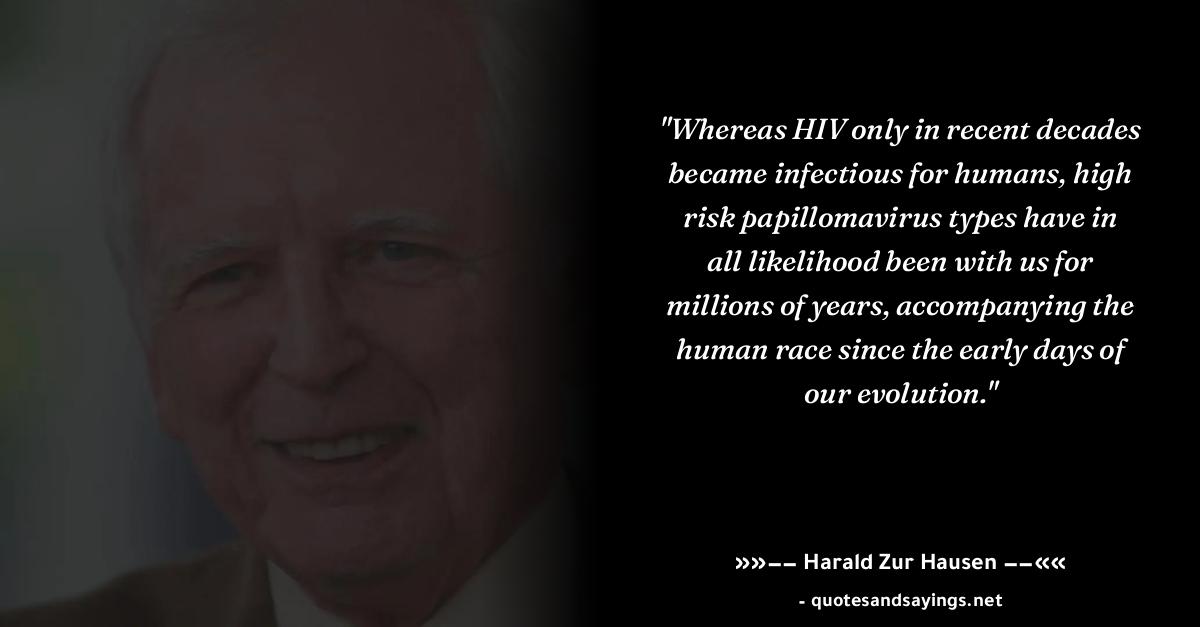 "Whereas HIV only in recent decades
became infectious for humans, high
risk papillomavirus types have in
all likelihood been with us for
millions of years, accompanying the
human race since the early days of
our evolution."
»»−− Harald Zur Hausen −−««
- quotesandsayings.net